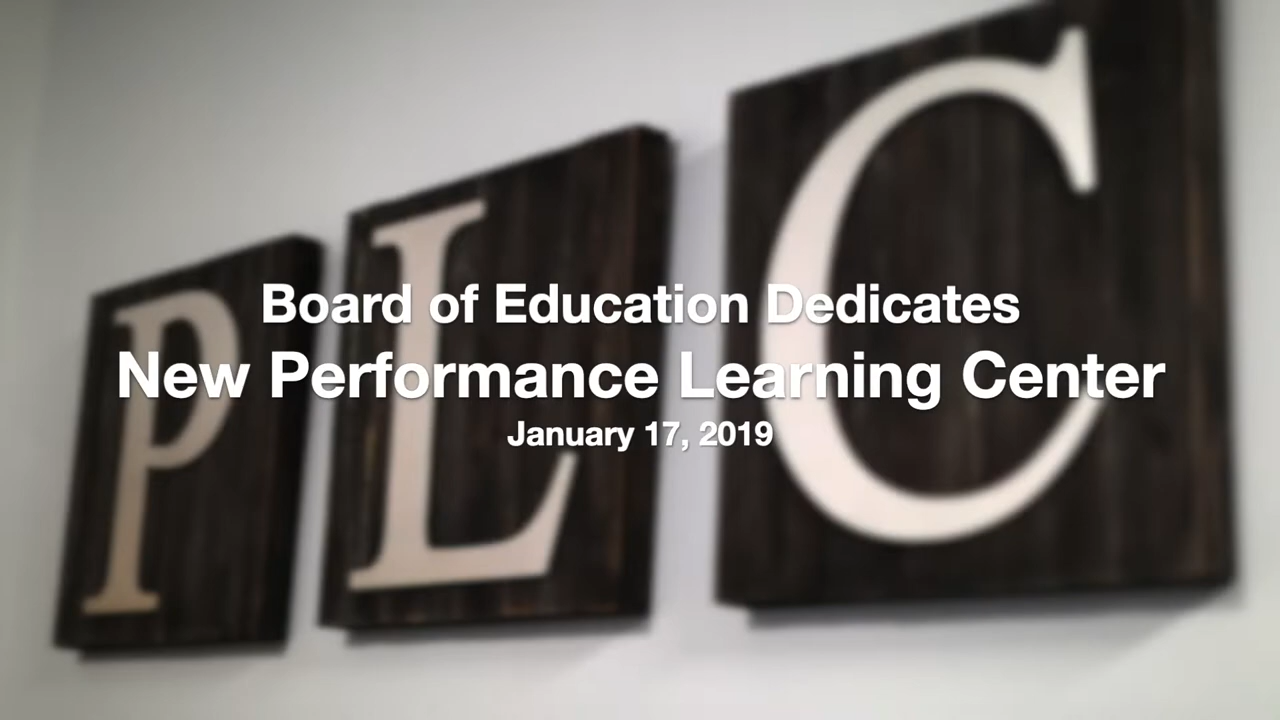 P L C
Board of Education Dedicates
New Performance Learning Center
January 17, 2019